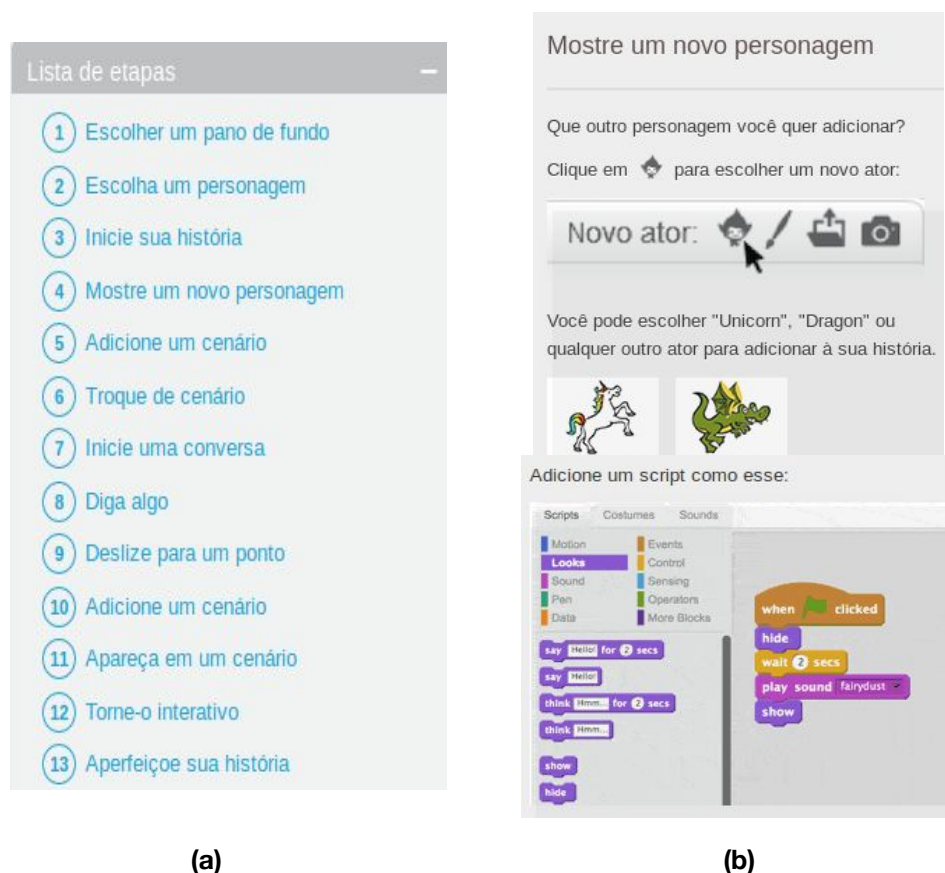 Lista de etapas
1 Escolher um pano de fundo
2 Escolha um personagem
3 Inicie sua história
4 Mostre um novo personagem
5 Adicione um cenário
6 Troque de cenário
7 Inicie uma conversa
8 Diga algo
9 Deslize para um ponto
10 Adicione um cenário
11 Apareça em um cenário
12 Torne-o interativo
13 Aperfeiçoe sua história
(a)
Mostre um novo personagem
Que outro personagem você quer adicionar?
Clique em para escolher um novo ator:
Novo ator:
Você pode escolher "Unicorn", "Dragon" ou
qualquer outro ator para adicionar à sua história.
Adicione um script como esse:
Scripts Costumes Sounds
Motion Events
Looks Control
Sound Sensing
Pen Operators
Data More Blocks
say Hello! for 2 secs
say Hello!
think Hmm... for 2 secs
think Hmm...
show
hide
when clicked
hide
wait 2 secs
play sound fairydust
show
(b)